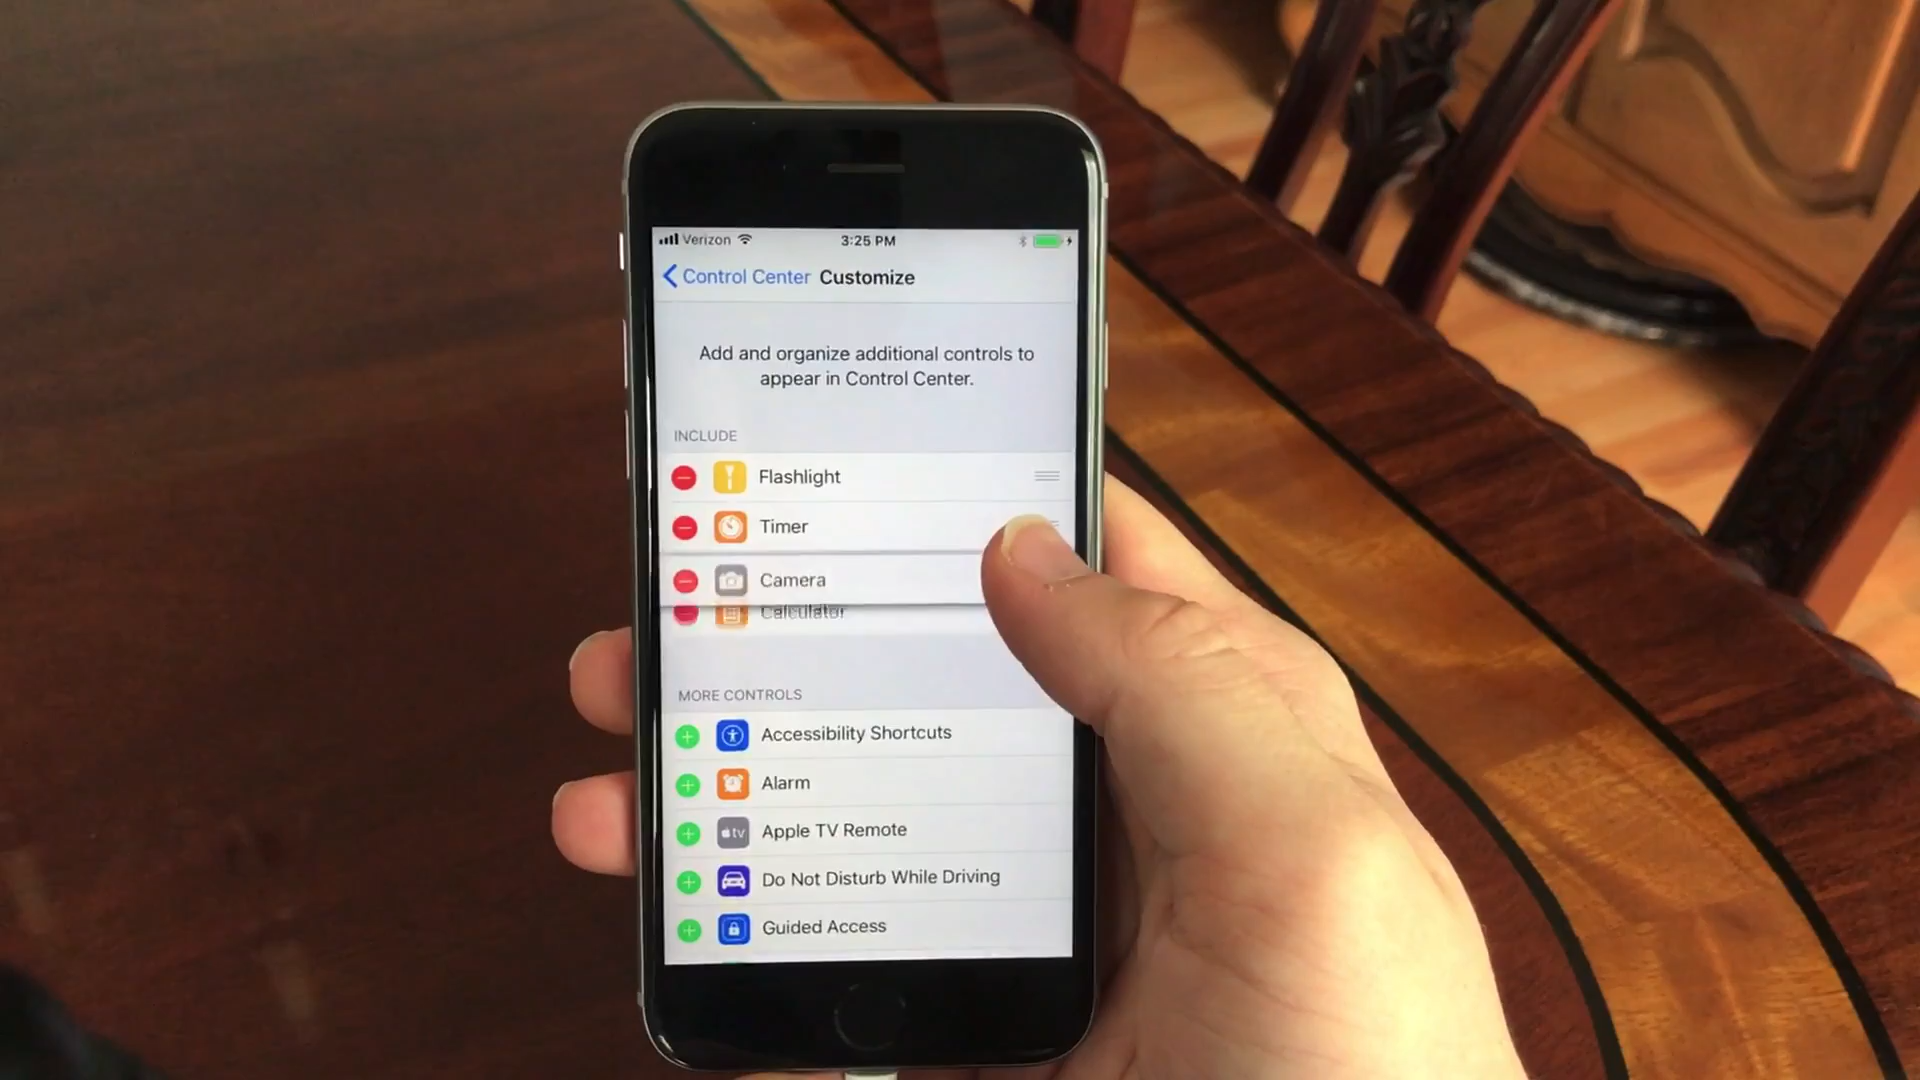 Verizon 3:25 PM
Control Center Customize
Add and organize additional controls to
appear in Control Center.
INCLUDE
Flashlight
Timer
Camera
Calculator
MORE CONTROLS
Accessibility Shortcuts
Alarm
tv Apple TV Remote
Do Not Disturb While Driving
Guided Access